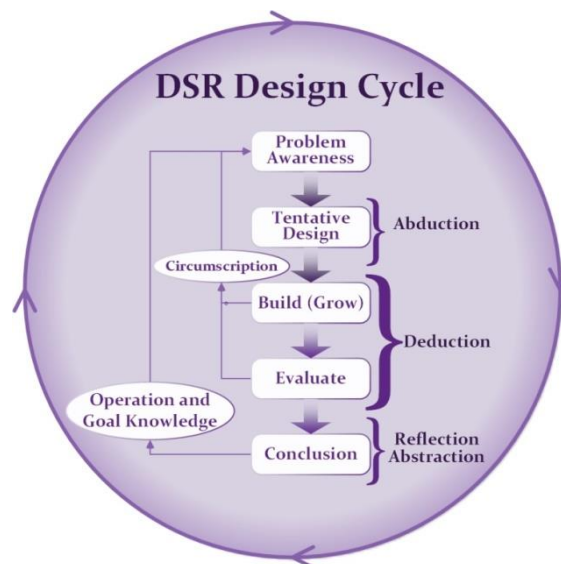 DSR Design Cycle
Problem
Awareness
Tentative
Design
Abduction
Circumscription
Build (Grow)
Deduction
Evaluate
Operation and
Goal Knowledge
Conclusion
Reflection
Abstraction